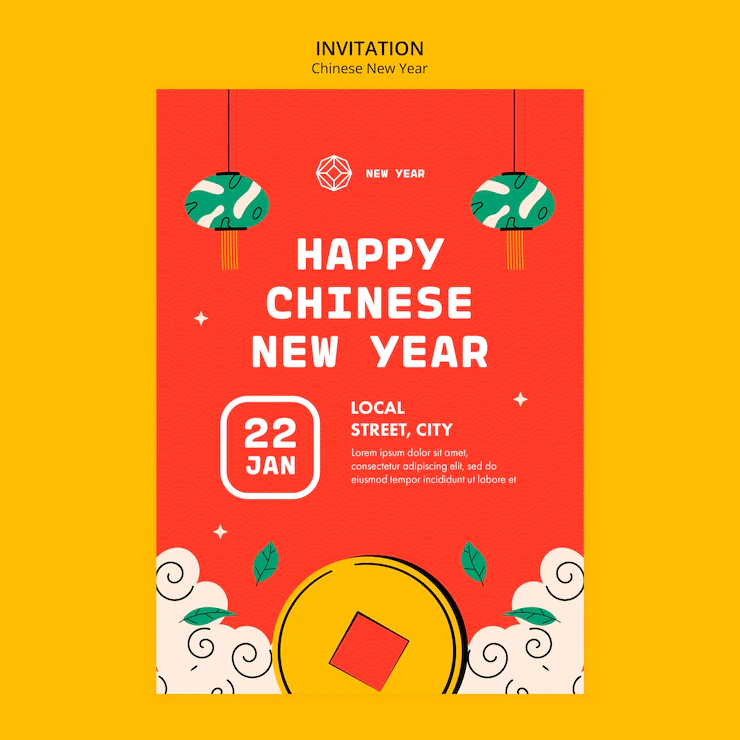 INVITATION
Chinese New Year
NEW YEAR
HAPPY
CHINESE
NEW YEAR
22
JAN
LOCAL
STREET, CITY
Lorem ipsum dolor sit am,
consectetur adipiscing elit, sed do
eiusmod tempor incididunt ut labore et